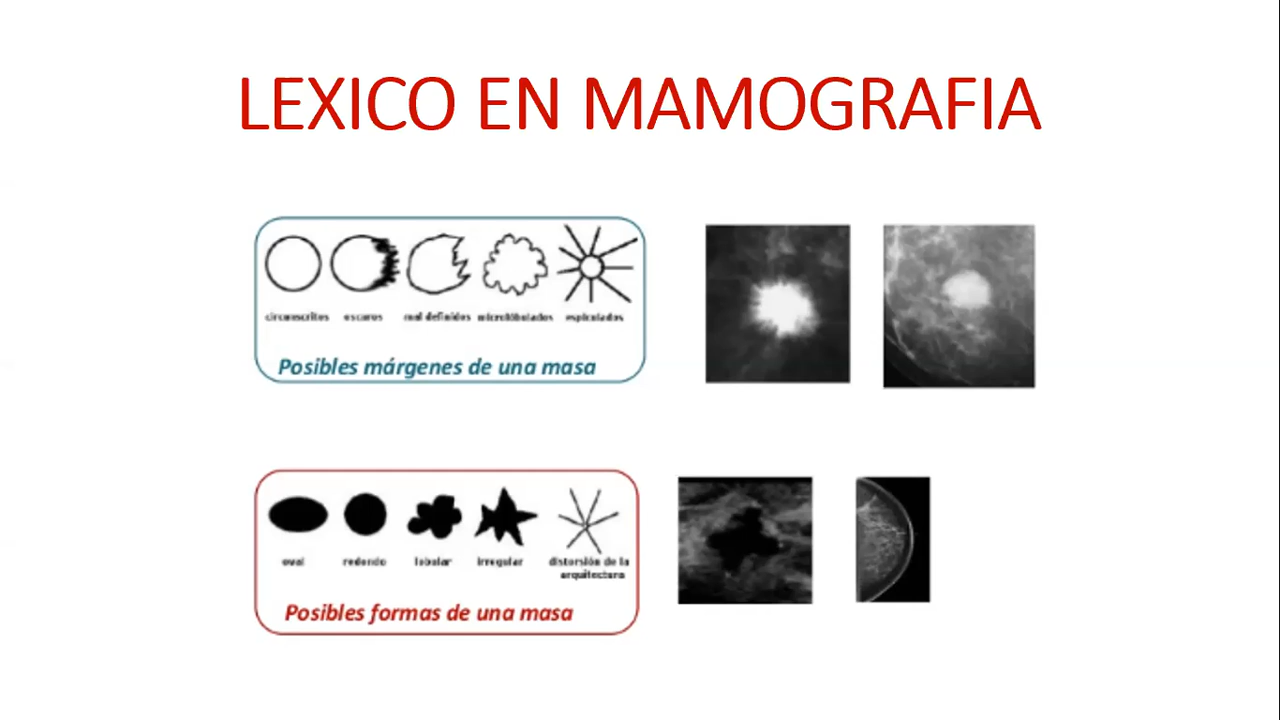 LEXICO EN MAMOGRAFIA
circunscritos oscuros mal definidos microlobulados espiculados
Posibles márgenes de una masa
oval redondo lobular irregular distorsión de la
arquitectura
Posibles formas de una masa